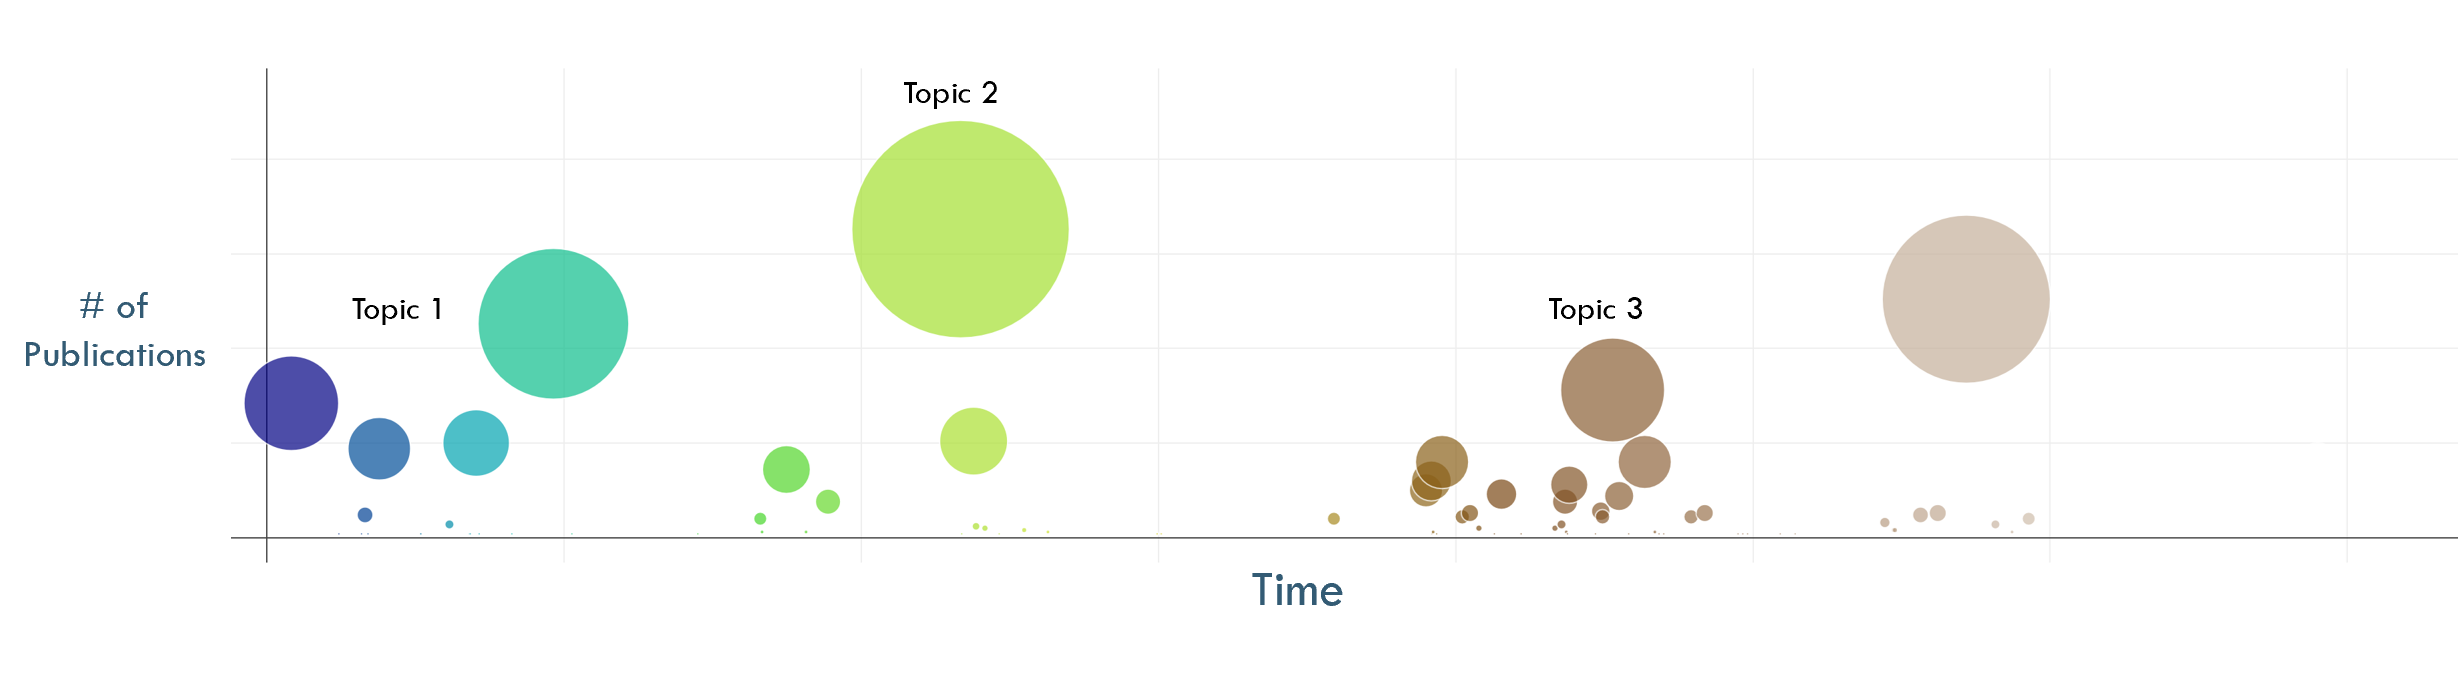 Topic 2
Topic 1
Topic 3
# of
Publications
Time